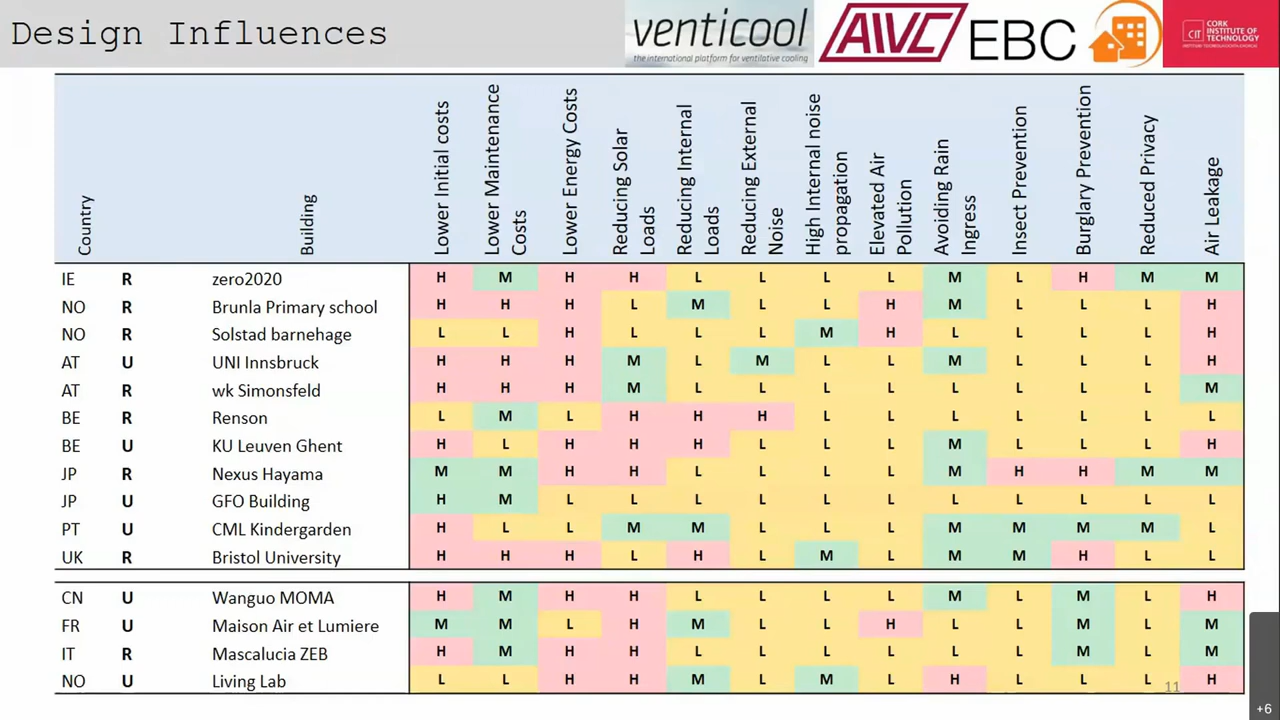 Design Influences
venticool
the international platform for ventilative cooling
AIVC
EBC
CIT
CORK
INSTITUTE OF
TECHNOLOGY
Country Building Lower Initial costs Lower Maintenance Costs Lower Energy Costs Reducing Solar Loads Reducing Internal Loads Reducing External Noise High Internal noise propagation Elevated Air Pollution Avoiding Rain Ingress Insect Prevention Burglary Prevention Reduced Privacy Air Leakage
IE R zero2020 H M H H L L L L M L H M M
NO R Brunla Primary school H H H L M L L H M L L L H
NO R Solstad barnehage L L H L L L M H L L L L H
AT U UNI Innsbruck H H H M L M L L M L L L H
AT R wk Simonsfeld H H H M L L L L L L L L M
BE R Renson L M L H H H L L L L L L L
BE U KU Leuven Ghent H L H H H L L L M L L L H
JP R Nexus Hayama M M H H L L L L M H H M M
JP U GFO Building H M L L L L L L L L L L L
PT U CML Kindergarden H L L M M L L L M M M M L
UK R Bristol University H H H L H L M L M M H L L
CN U Wanguo MOMA H M H H L L L L M L M L H
FR U Maison Air et Lumiere M M L H M L L H L L M L M
IT R Mascalucia ZEB H M H H L L L L L L M L M
NO U Living Lab L L H H M L M L H L L L H
11
+6